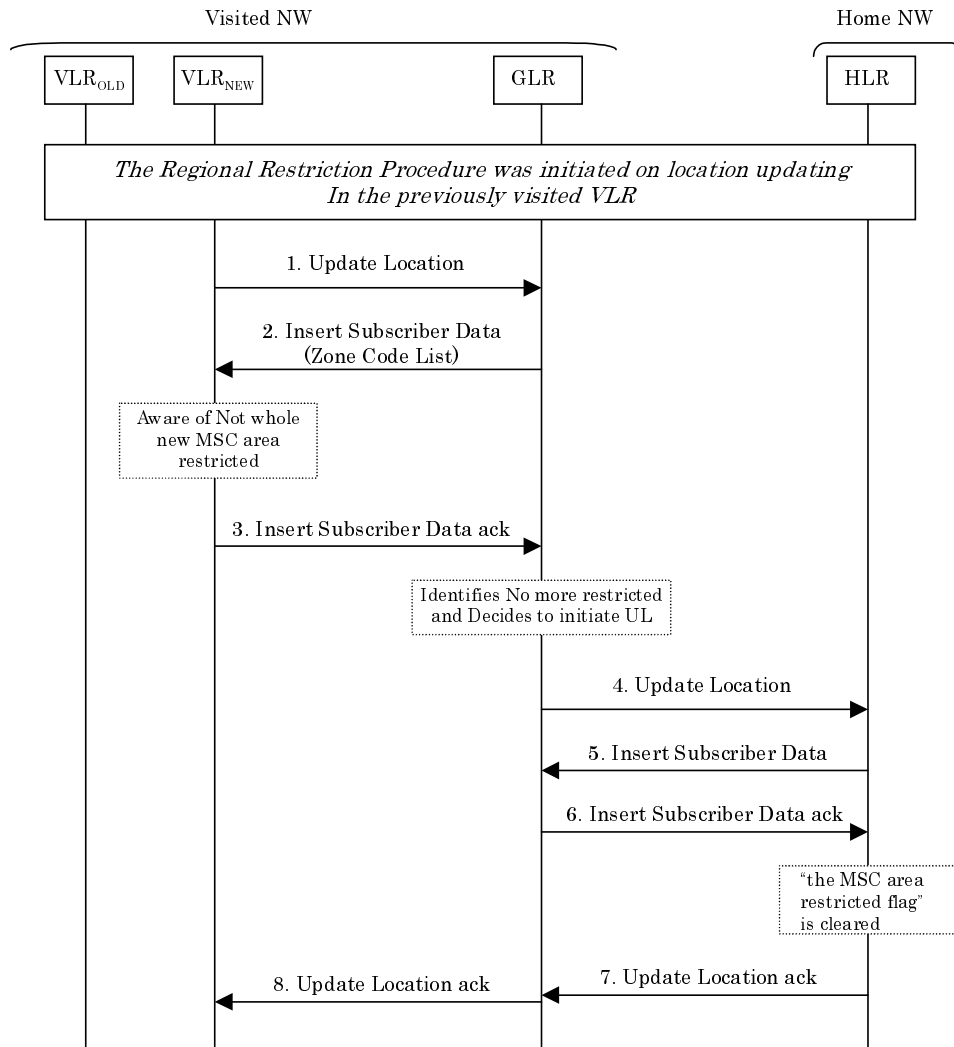 Visited NW
Home NW
VLROLD
VLRNEW
GLR
HLR
The Regional Restriction Procedure was initiated on location updating
In the previously visited VLR
1. Update Location
2. Insert Subscriber Data
(Zone Code List)
Aware of Not whole
new MSC area
restricted
3. Insert Subscriber Data ack
Identifies No more restricted
and Decides to initiate UL
4. Update Location
5. Insert Subscriber Data
6. Insert Subscriber Data ack
“the MSC area
restricted flag”
is cleared
7. Update Location ack
8. Update Location ack